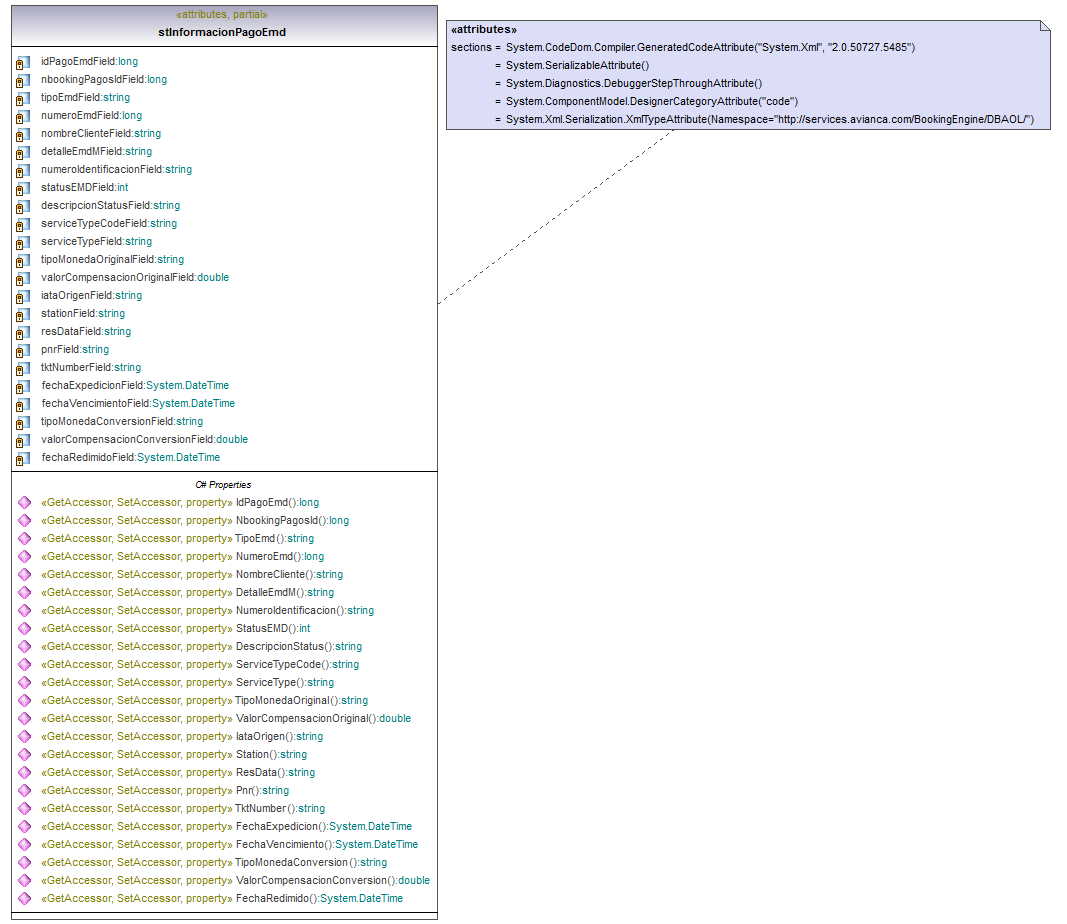 «attributes, partial»
stInformacionPagoEmd
idPagoEmdField:long
nbookingPagosIdField:long
tipoEmdField:string
numeroEmdField:long
nombreClienteField:string
detalleEmdMField:string
numeroIdentificacionField:string
statusEMDField:int
descripcionStatusField:string
serviceTypeCodeField:string
serviceTypeField:string
tipoMonedaOriginalField:string
valorCompensacionOriginalField:double
iataOrigenField:string
stationField:string
resDataField:string
pnrField:string
tktNumberField:string
fechaExpedicionField:System.DateTime
fechaVencimientoField:System.DateTime
tipoMonedaConversionField:string
valorCompensacionConversionField:double
fechaRedimidoField:System.DateTime
C# Properties
«GetAccessor, SetAccessor, property» IdPagoEmd():long
«GetAccessor, SetAccessor, property» NbookingPagosId():long
«GetAccessor, SetAccessor, property» TipoEmd():string
«GetAccessor, SetAccessor, property» NumeroEmd():long
«GetAccessor, SetAccessor, property» NombreCliente():string
«GetAccessor, SetAccessor, property» DetalleEmdM():string
«GetAccessor, SetAccessor, property» NumeroIdentificacion():string
«GetAccessor, SetAccessor, property» StatusEMD():int
«GetAccessor, SetAccessor, property» DescripcionStatus():string
«GetAccessor, SetAccessor, property» ServiceTypeCode():string
«GetAccessor, SetAccessor, property» ServiceType():string
«GetAccessor, SetAccessor, property» TipoMonedaOriginal():string
«GetAccessor, SetAccessor, property» ValorCompensacionOriginal():double
«GetAccessor, SetAccessor, property» IataOrigen():string
«GetAccessor, SetAccessor, property» Station():string
«GetAccessor, SetAccessor, property» ResData():string
«GetAccessor, SetAccessor, property» Pnr():string
«GetAccessor, SetAccessor, property» TktNumber():string
«GetAccessor, SetAccessor, property» FechaExpedicion():System.DateTime
«GetAccessor, SetAccessor, property» FechaVencimiento():System.DateTime
«GetAccessor, SetAccessor, property» TipoMonedaConversion():string
«GetAccessor, SetAccessor, property» ValorCompensacionConversion():double
«GetAccessor, SetAccessor, property» FechaRedimido():System.DateTime
«attributes»
sections = System.CodeDom.Compiler.GeneratedCodeAttribute("System.Xml", "2.0.50727.5485")
= System.SerializableAttribute()
= System.Diagnostics.DebuggerStepThroughAttribute()
= System.ComponentModel.DesignerCategoryAttribute("code")
= System.Xml.Serialization.XmlTypeAttribute(Namespace="http://services.avianca.com/BookingEngine/DBAOL/")